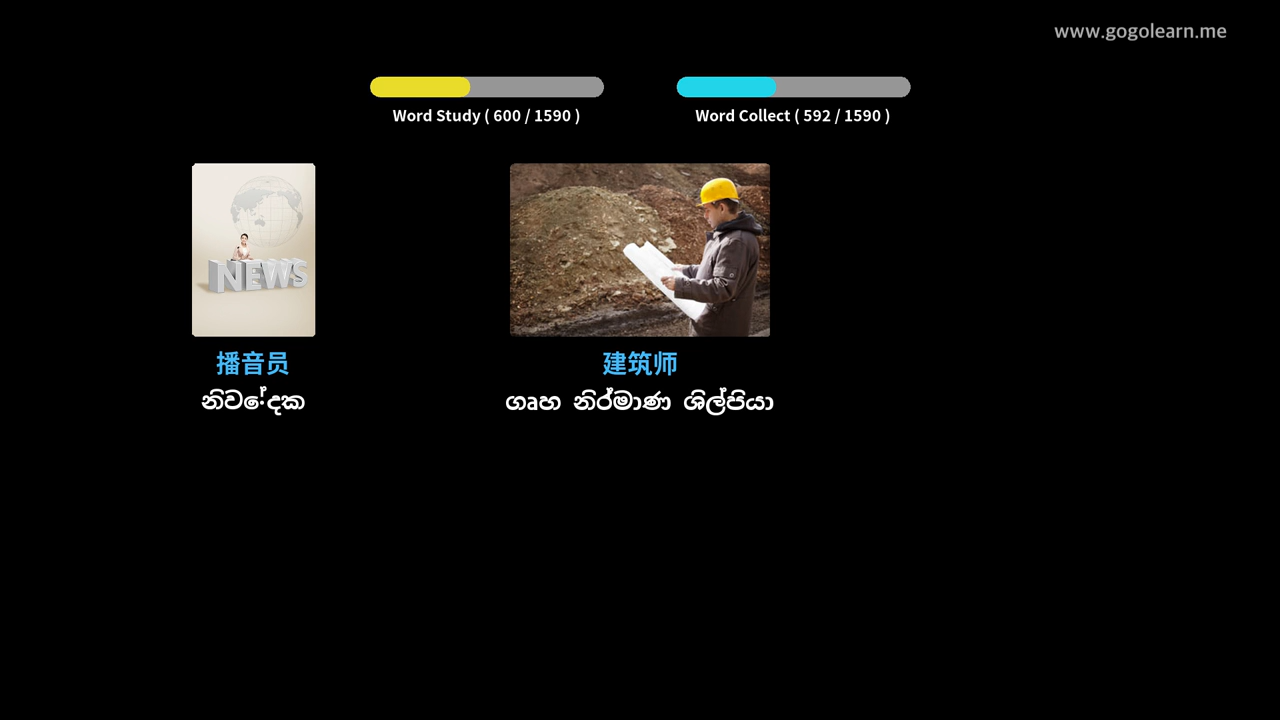 www.gogolearn.me
Word Study ( 600 / 1590 )
Word Collect ( 592 / 1590 )
NEWS
播音员
建筑师
නිවේදක
ගෘහ නිර්මාණ ශිල්පියා